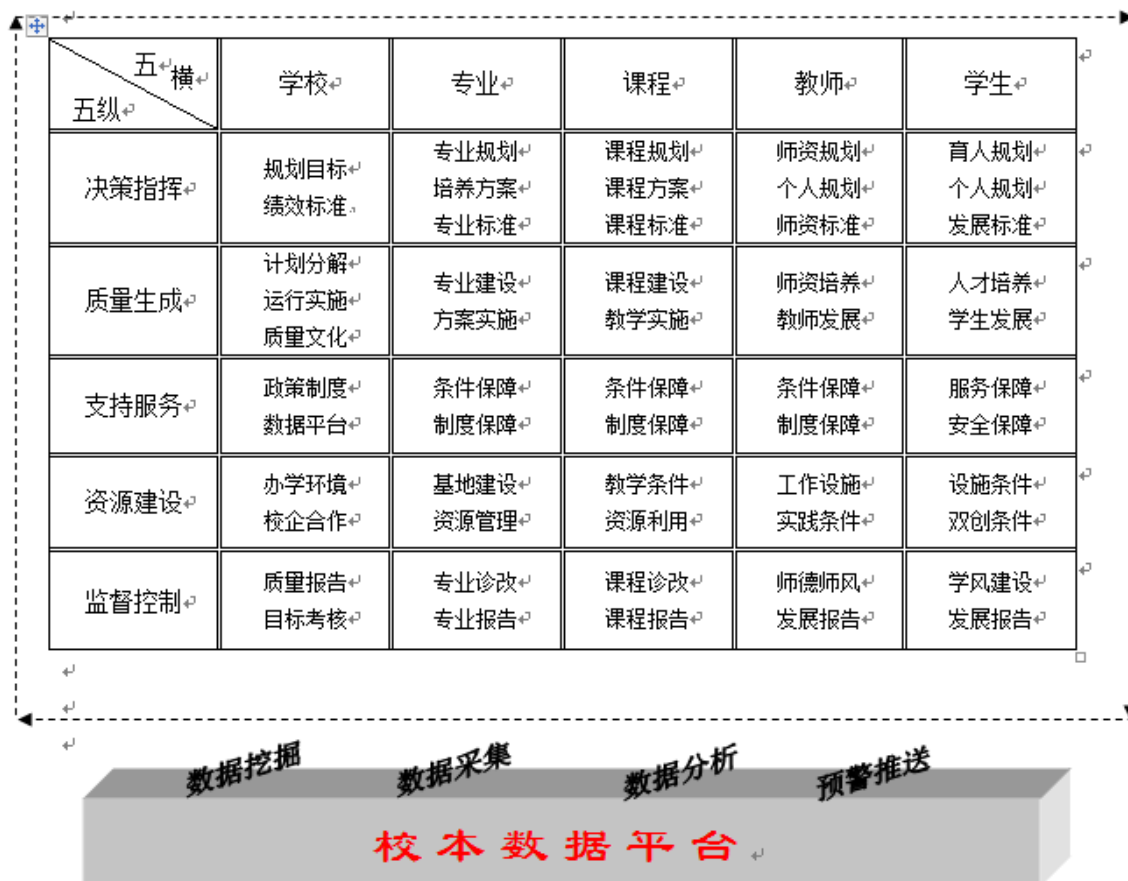 五 横
五纵
学校 专业 课程 教师 学生
决策指挥
规划目标
绩效标准
专业规划
培养方案
专业标准
课程规划
课程方案
课程标准
师资规划
个人规划
师资标准
育人规划
个人规划
发展标准
质量生成
计划分解
运行实施
质量文化
专业建设
方案实施
课程建设
教学实施
师资培养
教师发展
人才培养
学生发展
支持服务
政策制度
数据平台
条件保障
制度保障
条件保障
制度保障
条件保障
制度保障
服务保障
安全保障
资源建设
办学环境
校企合作
基地建设
资源管理
教学条件
资源利用
工作设施
实践条件
设施条件
双创条件
监督控制
质量报告
目标考核
专业诊改
专业报告
课程诊改
课程报告
师德师风
发展报告
学风建设
发展报告
数据挖掘 数据采集 数据分析 预警推送
校本数据平台